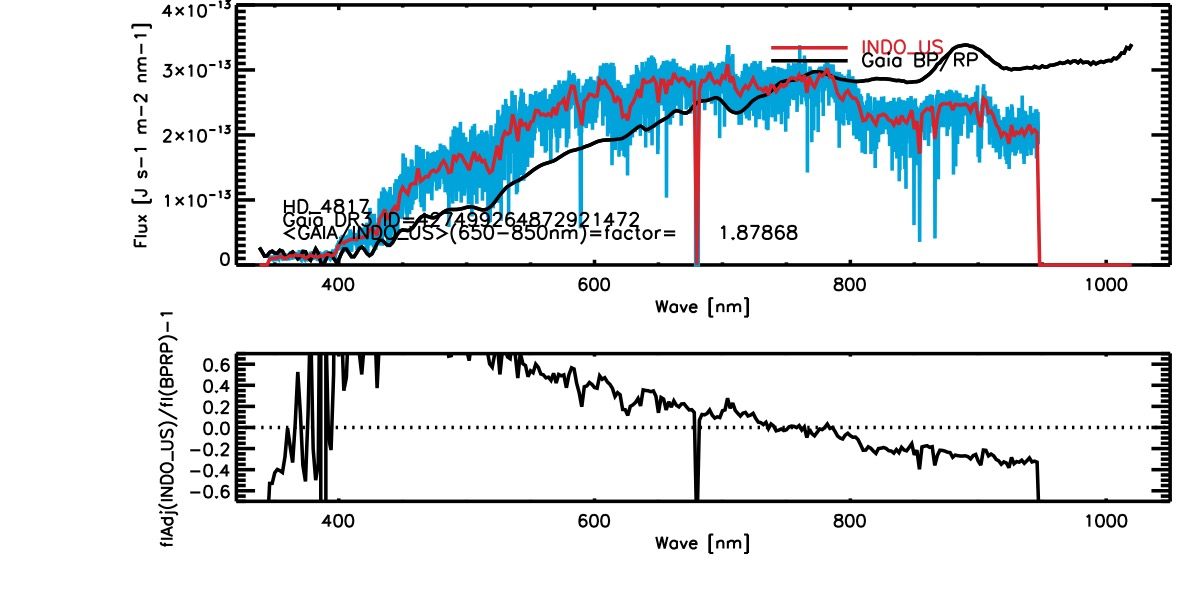 4×10−13
3×10−13
2×10−13
1×10−13
0
Flux [J s−1 m−2 nm−1]
INDO_US
Gaia BP/RP
HD_4817
Gaia DR3 ID=427499264872921472
<GAIA/INDO_US>(650−850nm)=factor= 1.87868
400 600 800 1000
Wave [nm]
flAdj(INDO_US)/fl(BPRP)−1
0.6
0.4
0.2
0.0
−0.2
−0.4
−0.6
400 600 800 1000
Wave [nm]